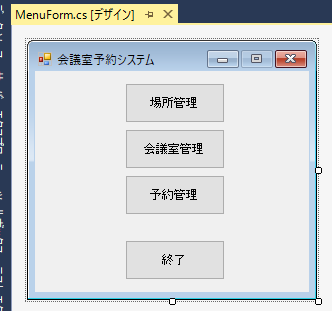 MenuForm.cs [デザイン]
会議室予約システム
場所管理
会議室管理
予約管理
終了